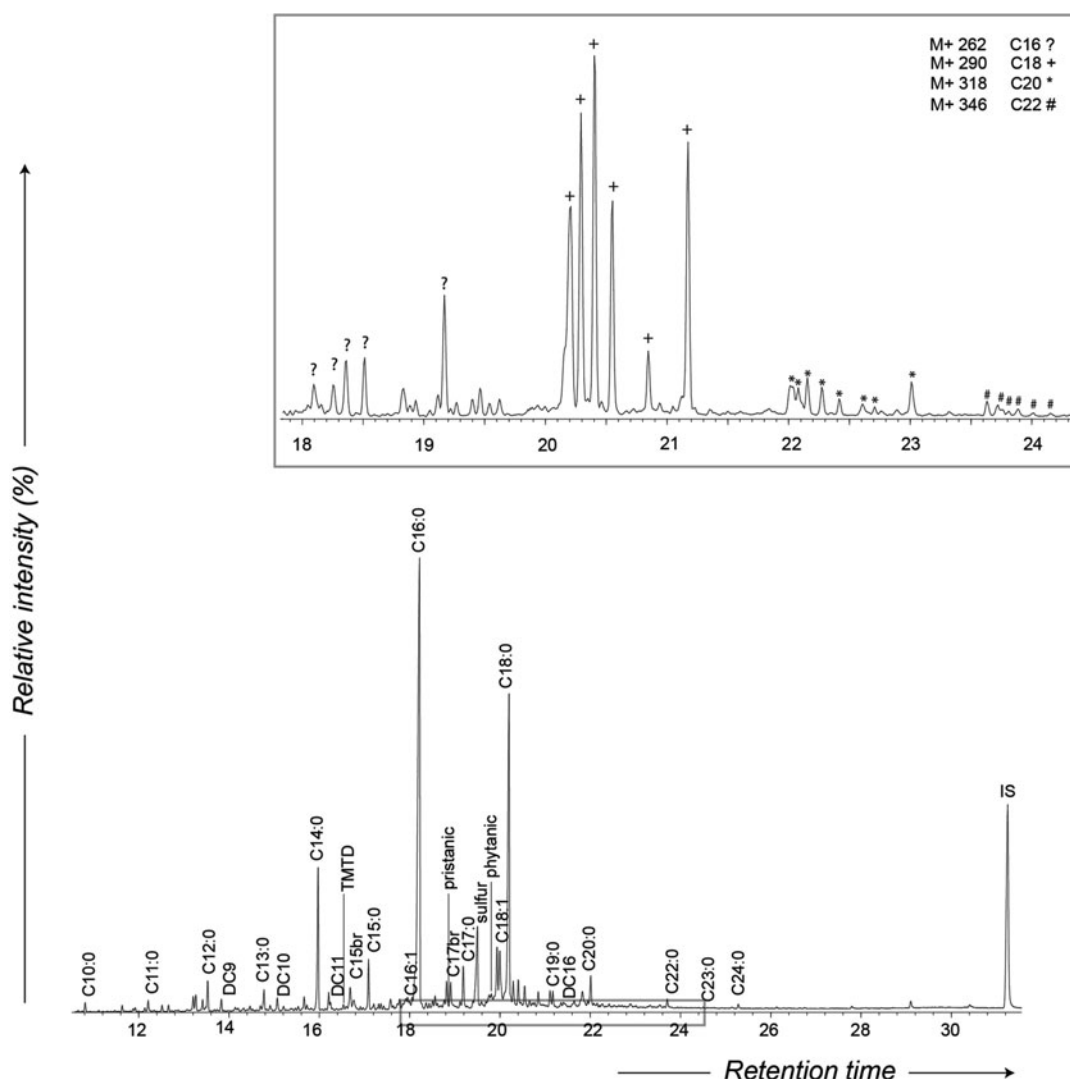 M+ 262 C16 ?
M+ 290 C18 +
M+ 318 C20 *
M+ 346 C22 #
+
+
+
+
+
+
?
?
?
?
?
* * * * * * * *
# # # # # #
18 19 20 21 22 23 24
Relative intensity (%)
C10:0
C11:0
C12:0
DC9
C13:0
DC10
C14:0
DC11
TMTD
C15br
C15:0
C16:1
C16:0
pristanic
C17br
C17:0
sulfur
phytanic
C18:1
C18:0
C19:0
DC16
C20:0
C22:0
C23:0
C24:0
IS
12 14 16 18 20 22 24 26 28 30
Retention time